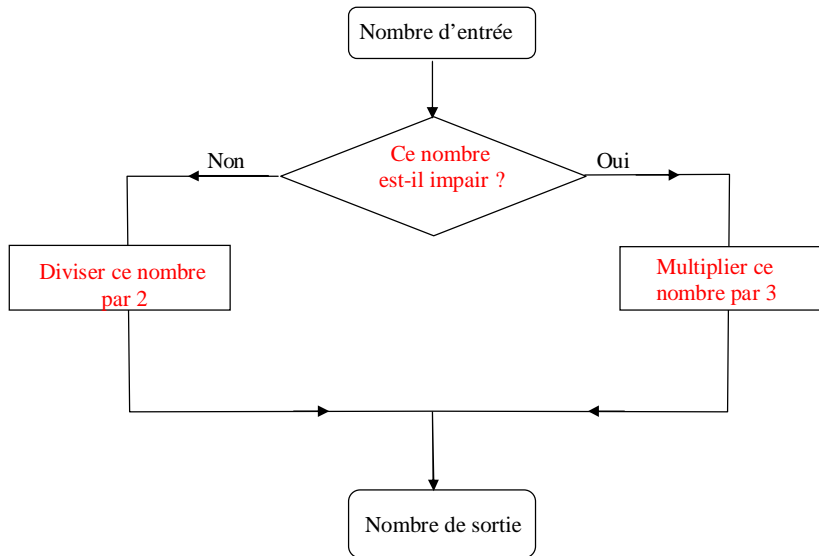 Nombre d'entrée
Ce nombre
est-il impair ?
Non
Oui
Diviser ce nombre
par 2
Multiplier ce
nombre par 3
Nombre de sortie